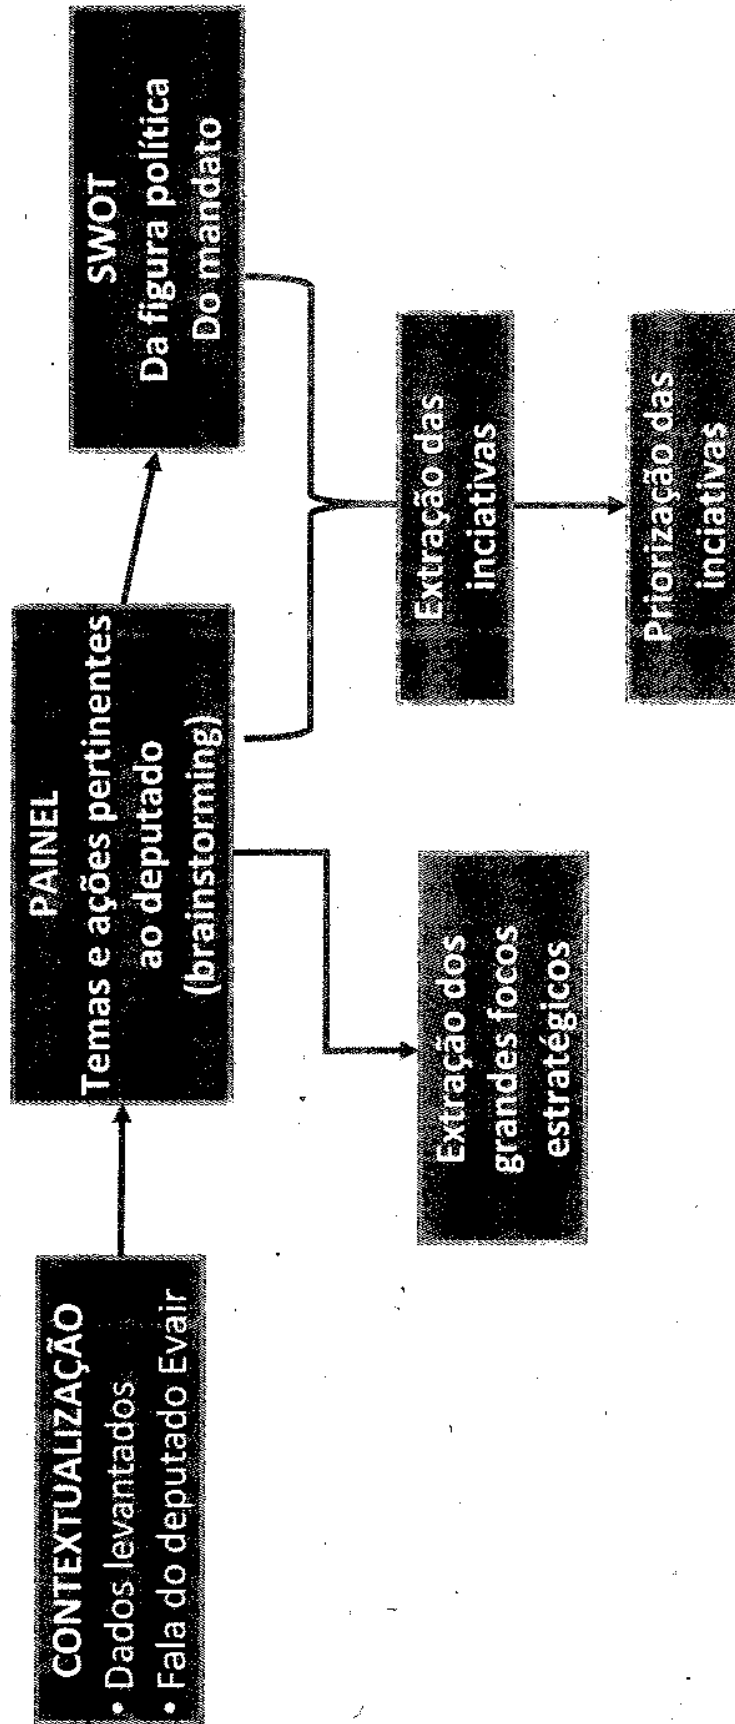 CONTEXTUALIZAÇÃO
• Dados levantados
• Fala do deputado Evair
PAINEL
Temas e ações pertinentes
ao deputado
(brainstorming)
SWOT
Da figura política
Do mandato
Extração dos
grandes focos
estratégicos
Extração das
inciativas
Priorização das
inciativas